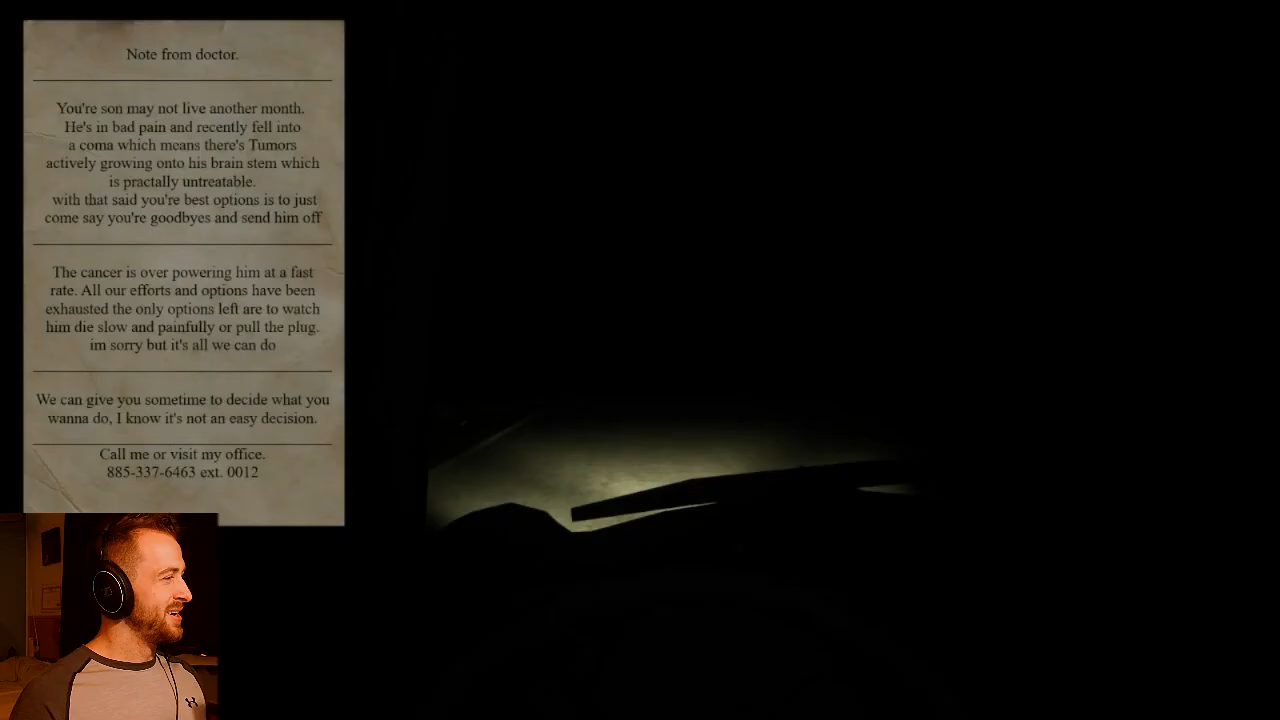 Note from doctor.
You're son may not live another month.
He's in bad pain and recently fell into
a coma which means there's Tumors
actively growing onto his brain stem which
is practally untreatable.
with that said you're best options is to just
come say you're goodbyes and send him off
The cancer is over powering him at a fast
rate. All our efforts and options have been
exhausted the only options left are to watch
him die slow and painfully or pull the plug.
im sorry but it's all we can do
We can give you sometime to decide what you
wanna do, I know it's not an easy decision.
Call me or visit my office.
885-337-6463 ext. 0012